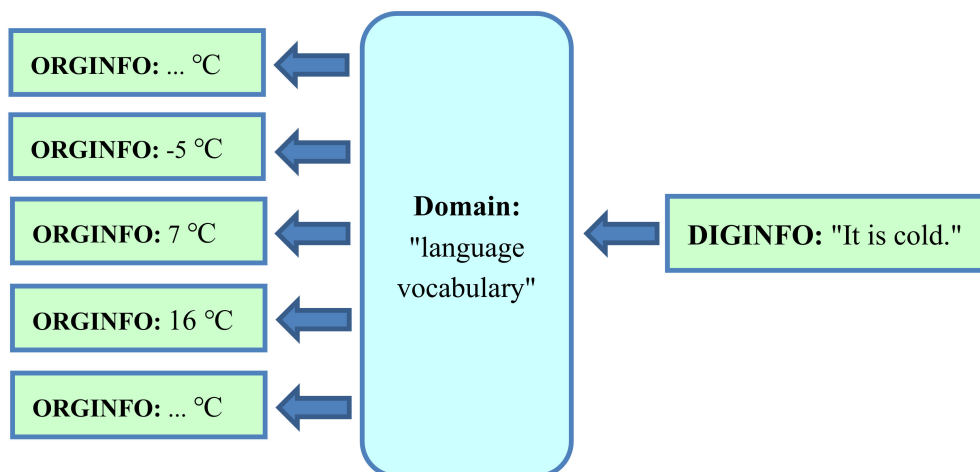 ORGINFO: ... ℃
ORGINFO: -5 ℃
ORGINFO: 7 ℃
ORGINFO: 16 ℃
ORGINFO: ... ℃
Domain:
"language
vocabulary"
DIGINFO: "It is cold."